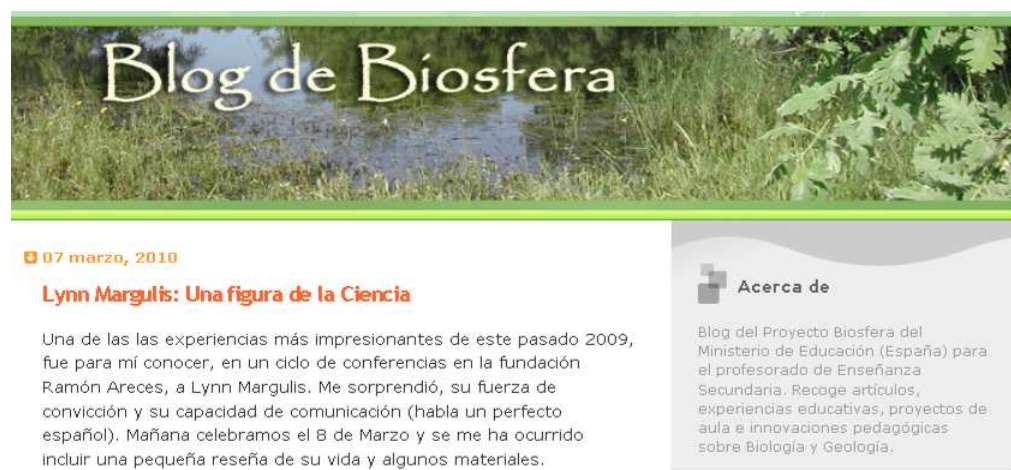 Blog de Biosfera
07 marzo, 2010
Lynn Margulis: Una figura de la Ciencia
Una de las las experiencias más impresionantes de este pasado 2009,
fue para mí conocer, en un ciclo de conferencias en la fundación
Ramón Areces, a Lynn Margulis. Me sorprendió, su fuerza de
convicción y su capacidad de comunicación (habla un perfecto
español). Mañana celebramos el 8 de Marzo y se me ha ocurrido
incluir una pequeña reseña de su vida y algunos materiales.
Acerca de
Blog del Proyecto Biosfera del
Ministerio de Educación (España) para
el profesorado de Enseñanza
Secundaria. Recoge artículos,
experiencias educativas, proyectos de
aula e innovaciones pedagógicas
sobre Biología y Geología.